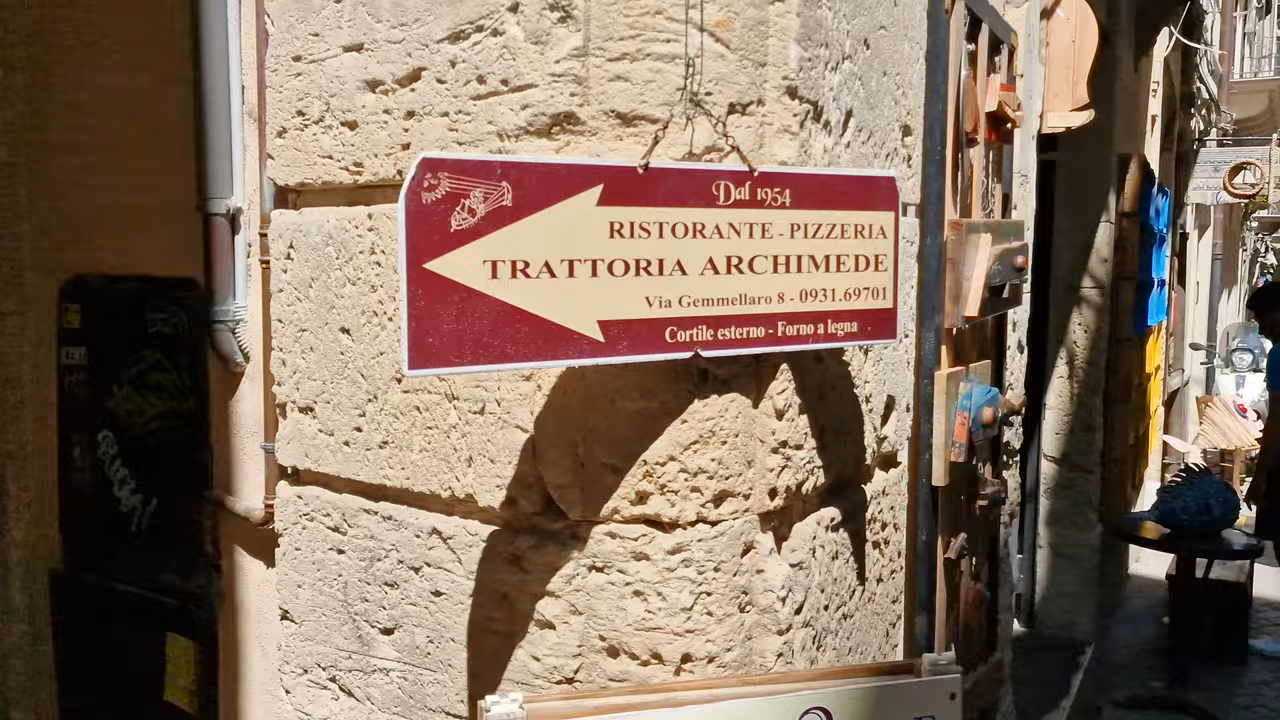 Dal 1954
RISTORANTE - PIZZERIA
TRATTORIA ARCHIMEDE
Via Gemmellaro 8 - 0931.69701
Cortile esterno - Forno a legna